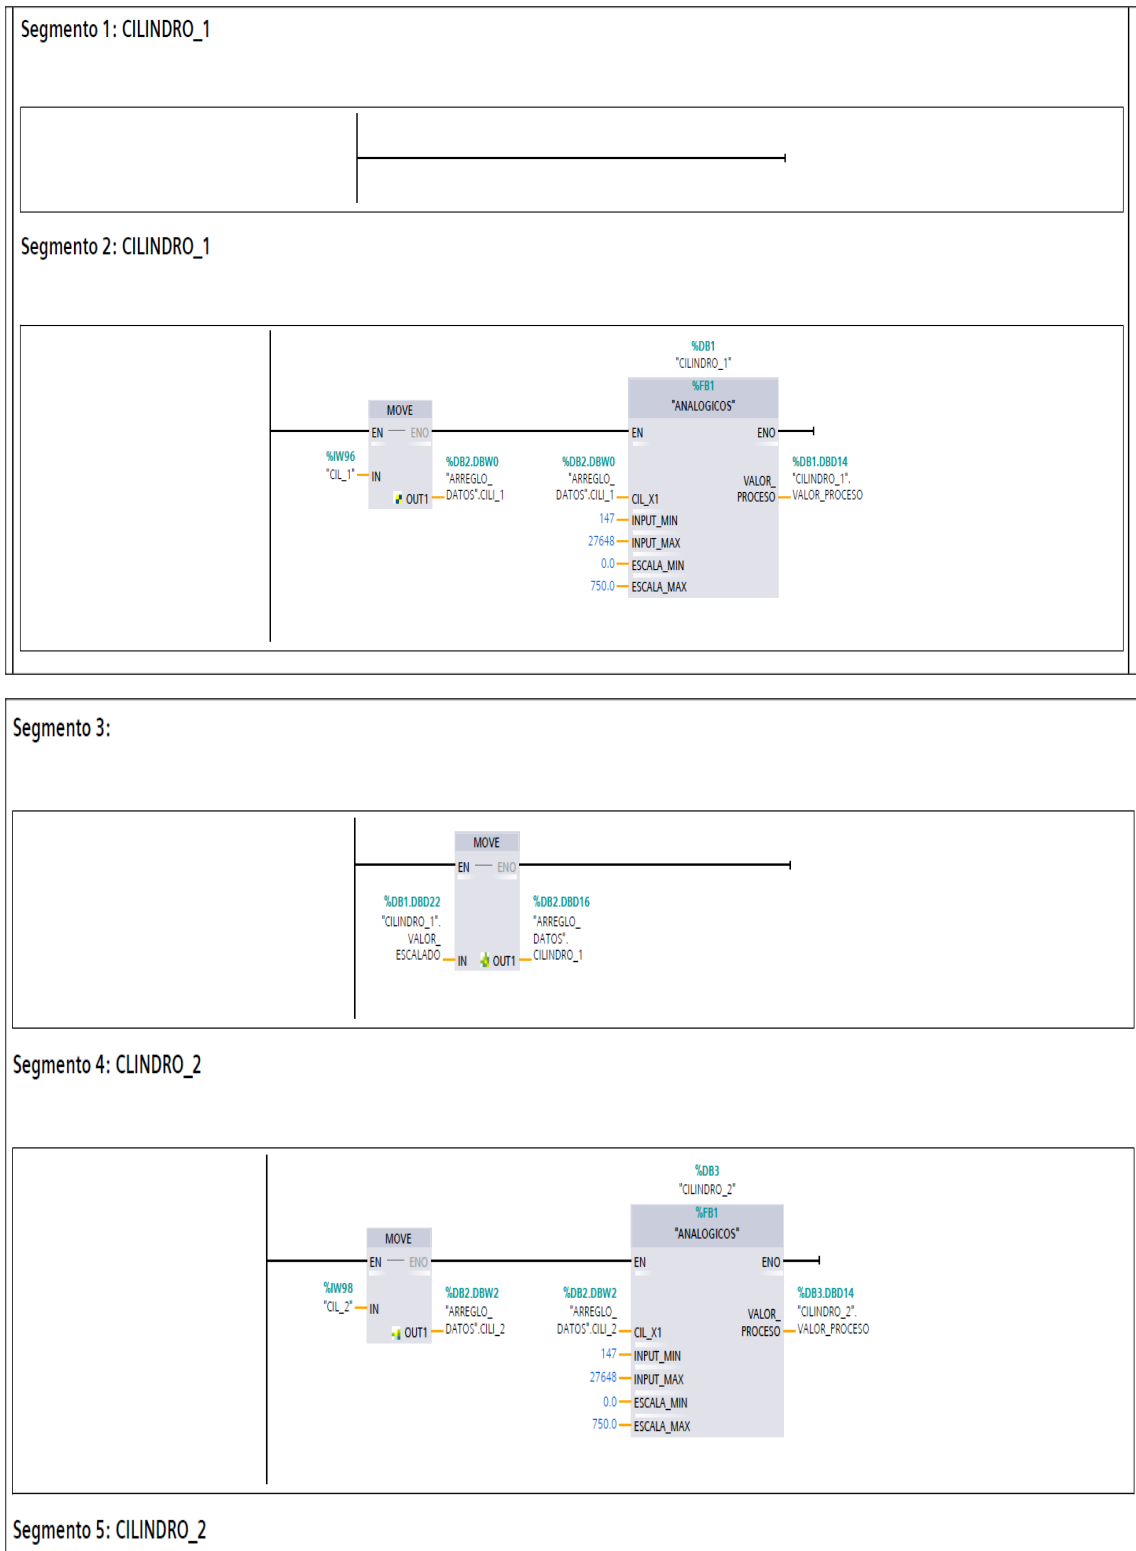 Segmento 1: CILINDRO_1
Segmento 2: CILINDRO_1
%DB1
"CILINDRO_1"
%FB1
"ANALOGICOS"
MOVE
EN ENO
EN ENO
%IW96
"CIL_1"
IN
%DB2.DBW0
"ARREGLO_
DATOS".CILI_1
OUT1
%DB2.DBW0
"ARREGLO_
DATOS".CILI_1
CIL_X1
VALOR_
PROCESO
%DB1.DBD14
"CILINDRO_1".
VALOR_PROCESO
147 INPUT_MIN
27648 INPUT_MAX
0.0 ESCALA_MIN
750.0 ESCALA_MAX
Segmento 3:
MOVE
EN ENO
%DB1.DBD22
"CILINDRO_1".
VALOR_
ESCALADO
IN
OUT1
%DB2.DBD16
"ARREGLO_
DATOS".
CILINDRO_1
Segmento 4: CLINDRO_2
%DB3
"CILINDRO_2"
%FB1
"ANALOGICOS"
MOVE
EN ENO
EN ENO
%IW98
"CIL_2"
IN
%DB2.DBW2
"ARREGLO_
DATOS".CILI_2
OUT1
%DB2.DBW2
"ARREGLO_
DATOS".CILI_2
CIL_X1
VALOR_
PROCESO
%DB3.DBD14
"CILINDRO_2".
VALOR_PROCESO
147 INPUT_MIN
27648 INPUT_MAX
0.0 ESCALA_MIN
750.0 ESCALA_MAX
Segmento 5: CILINDRO_2